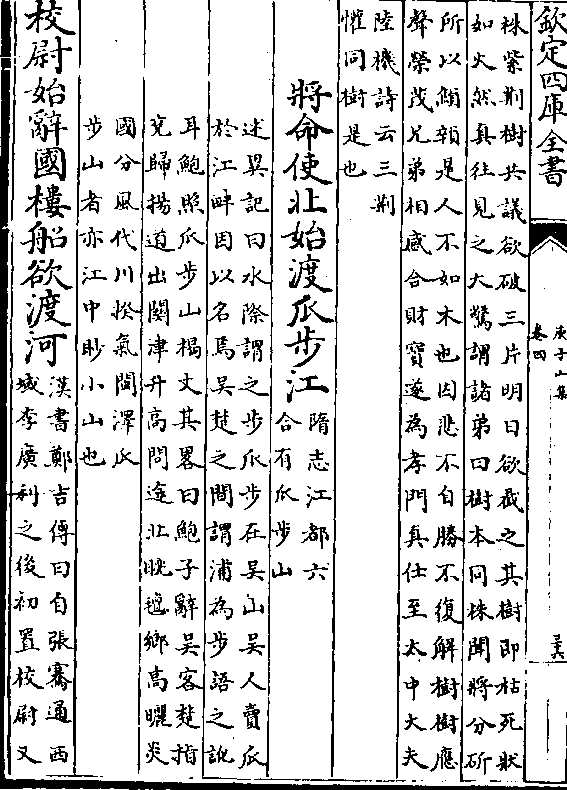 欽定四庫全書
庚子山集
卷四
株紫荆樹共議欲破三片明日欲截之其樹即枯死狀
如火然真往見之大驚謂諸弟曰樹本同株聞將分斫
所以顦顇是人不如木也因悲不自勝不復解樹樹應
聲榮茂兄弟相感合財寶遂為孝門真仕至太中大夫
陸機詩云三荆
懽同樹是也
將命使北始渡瓜步江
隋志江都六
合有瓜步山
述異記曰水際謂之步瓜步在吳山吳人賣瓜
於江畔因以名焉吳楚之間謂浦為步語之訛
耳鮑照瓜步山楬文其畧曰鮑子辭吳客楚指
兗歸揚道出關津升高問途北眺氊鄉南曬炎
國分風代川揆氣閩澤瓜
步山者亦江中眇小山也
校尉始辭國樓船欲渡河
漢書鄭吉傳曰自張騫通西
域李廣利之後初置校尉又